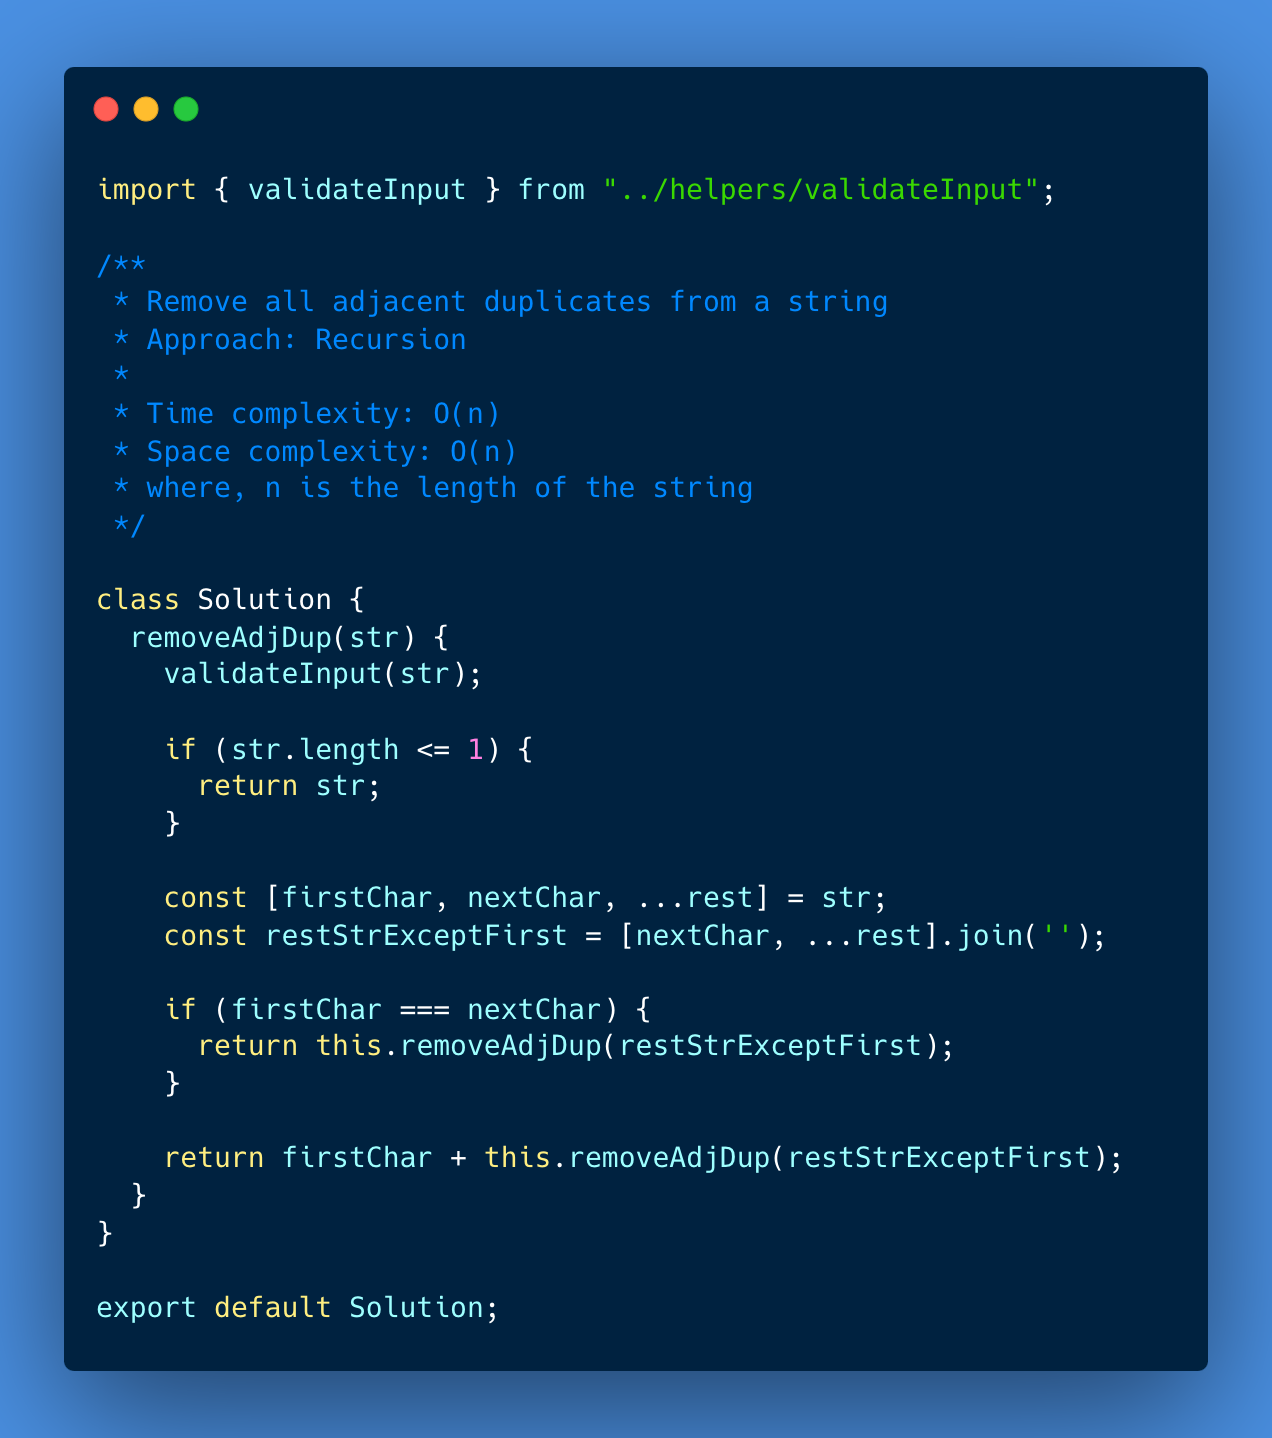 import { validateInput } from "../helpers/validateInput";
/**
 * Remove all adjacent duplicates from a string
 * Approach: Recursion
 *
 * Time complexity: O(n)
 * Space complexity: O(n)
 * where, n is the length of the string
 */
class Solution {
  removeAdjDup(str) {
    validateInput(str);
    if (str.length <= 1) {
      return str;
    }
    const [firstChar, nextChar, ...rest] = str;
    const restStrExceptFirst = [nextChar, ...rest].join('');
    if (firstChar === nextChar) {
      return this.removeAdjDup(restStrExceptFirst);
    }
    return firstChar + this.removeAdjDup(restStrExceptFirst);
  }
}
export default Solution;